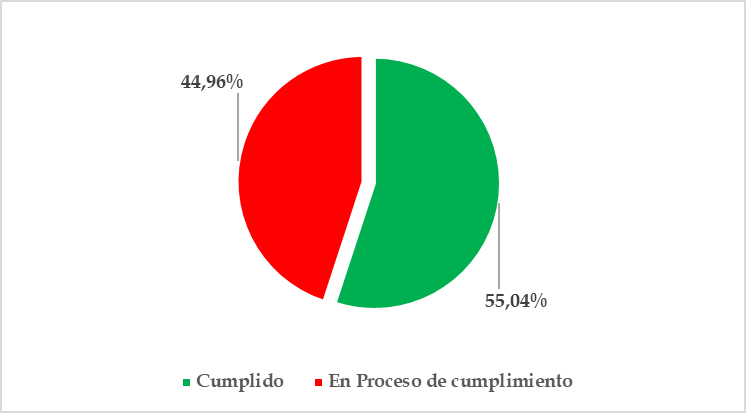 44,96%
55,04%
Cumplido
En Proceso de cumplimiento